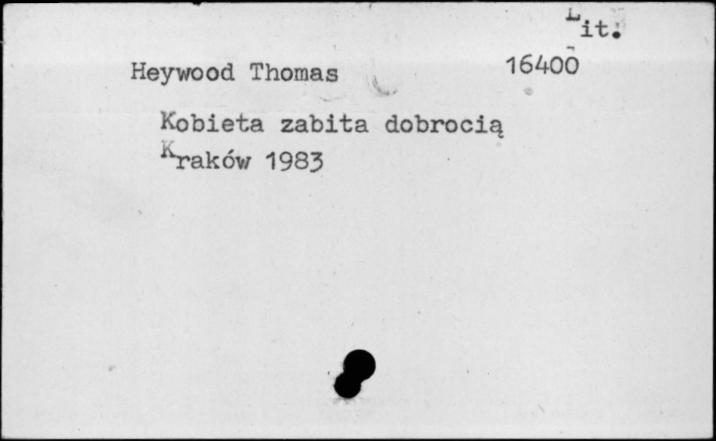 Lit.
Heywood Thomas 16400
Kobieta zabita dobrocią
Kraków 1983